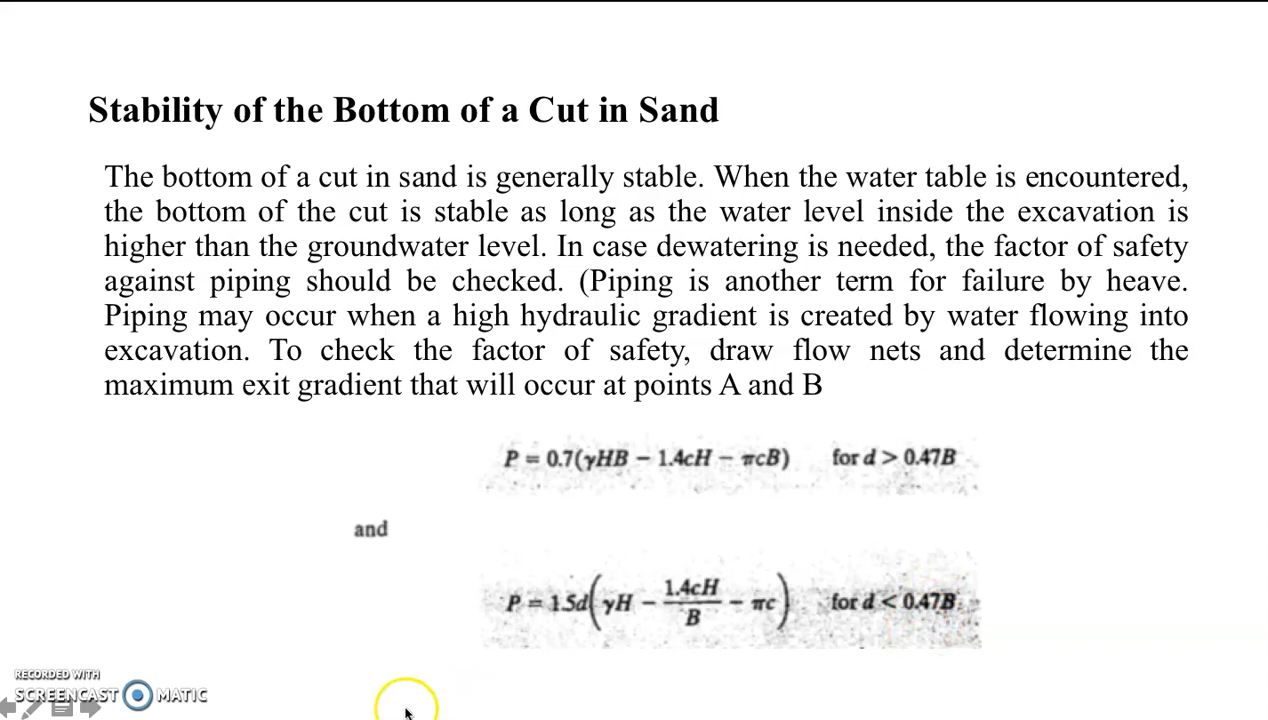 Stability of the Bottom of a Cut in Sand
The bottom of a cut in sand is generally stable. When the water table is encountered,
the bottom of the cut is stable as long as the water level inside the excavation is
higher than the groundwater level. In case dewatering is needed, the factor of safety
against piping should be checked. (Piping is another term for failure by heave.
Piping may occur when a high hydraulic gradient is created by water flowing into
excavation. To check the factor of safety, draw flow nets and determine the
maximum exit gradient that will occur at points A and B
P = 0.7(γHB − 1.4cH − πcB) for d > 0.47B
and
P = 1.5d(γH − 1.4cH/B − πc) for d < 0.47B
RECORDED WITH
SCREENCAST MATIC